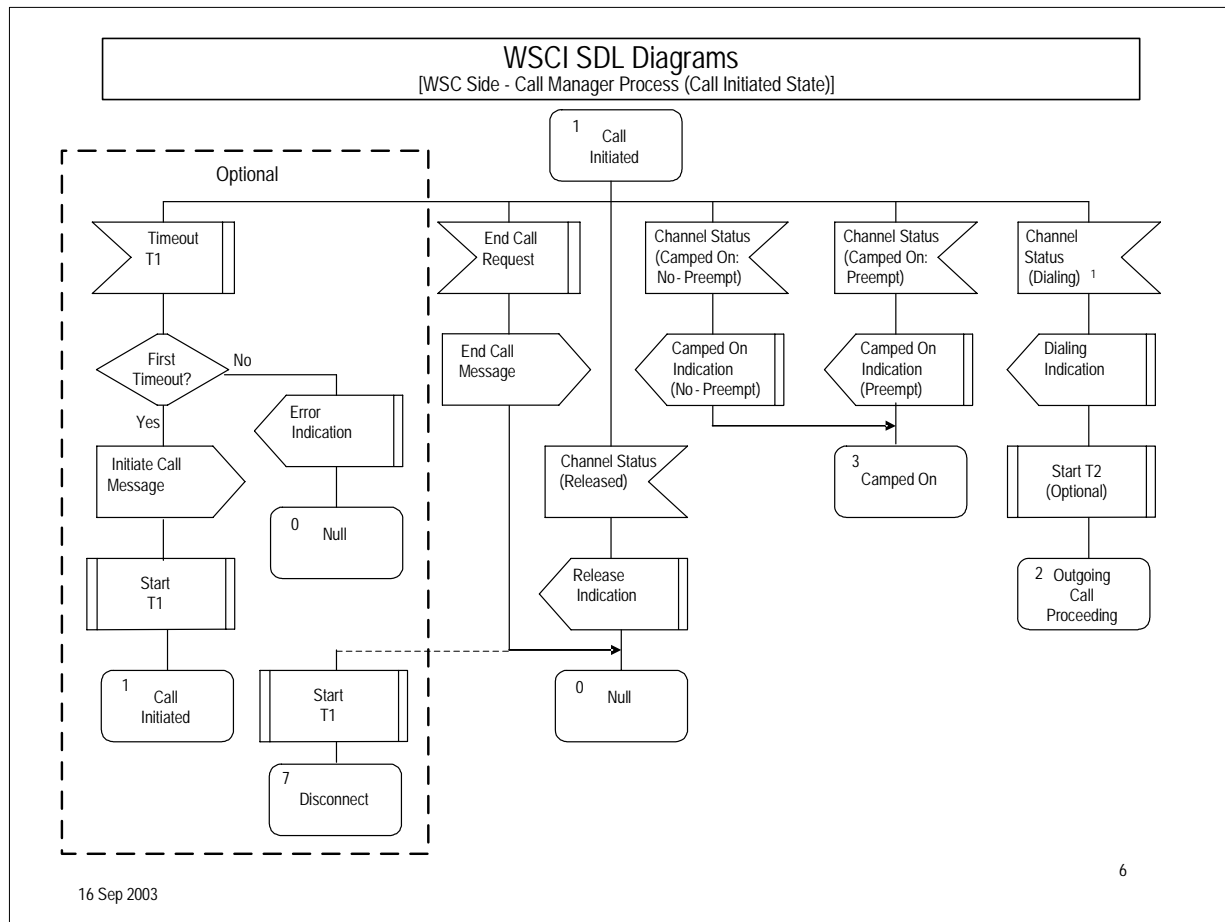 WSCI SDL Diagrams
[WSC Side - Call Manager Process (Call Initiated State)]
1
Call
Initiated
Optional
Timeout
T1
End Call
Request
Channel Status
(Camped On:
No - Preempt)
Channel Status
(Camped On:
Preempt)
Channel
Status
(Dialing) 1
First
Timeout?
No
Yes
End Call
Message
Camped On
Indication
(No - Preempt)
Camped On
Indication
(Preempt)
Dialing
Indication
Error
Indication
Initiate Call
Message
Channel Status
(Released)
3
Camped On
Start T2
(Optional)
0
Null
Start
T1
Release
Indication
2 Outgoing
Call
Proceeding
1
Call
Initiated
Start
T1
0
Null
7
Disconnect
6
16 Sep 2003